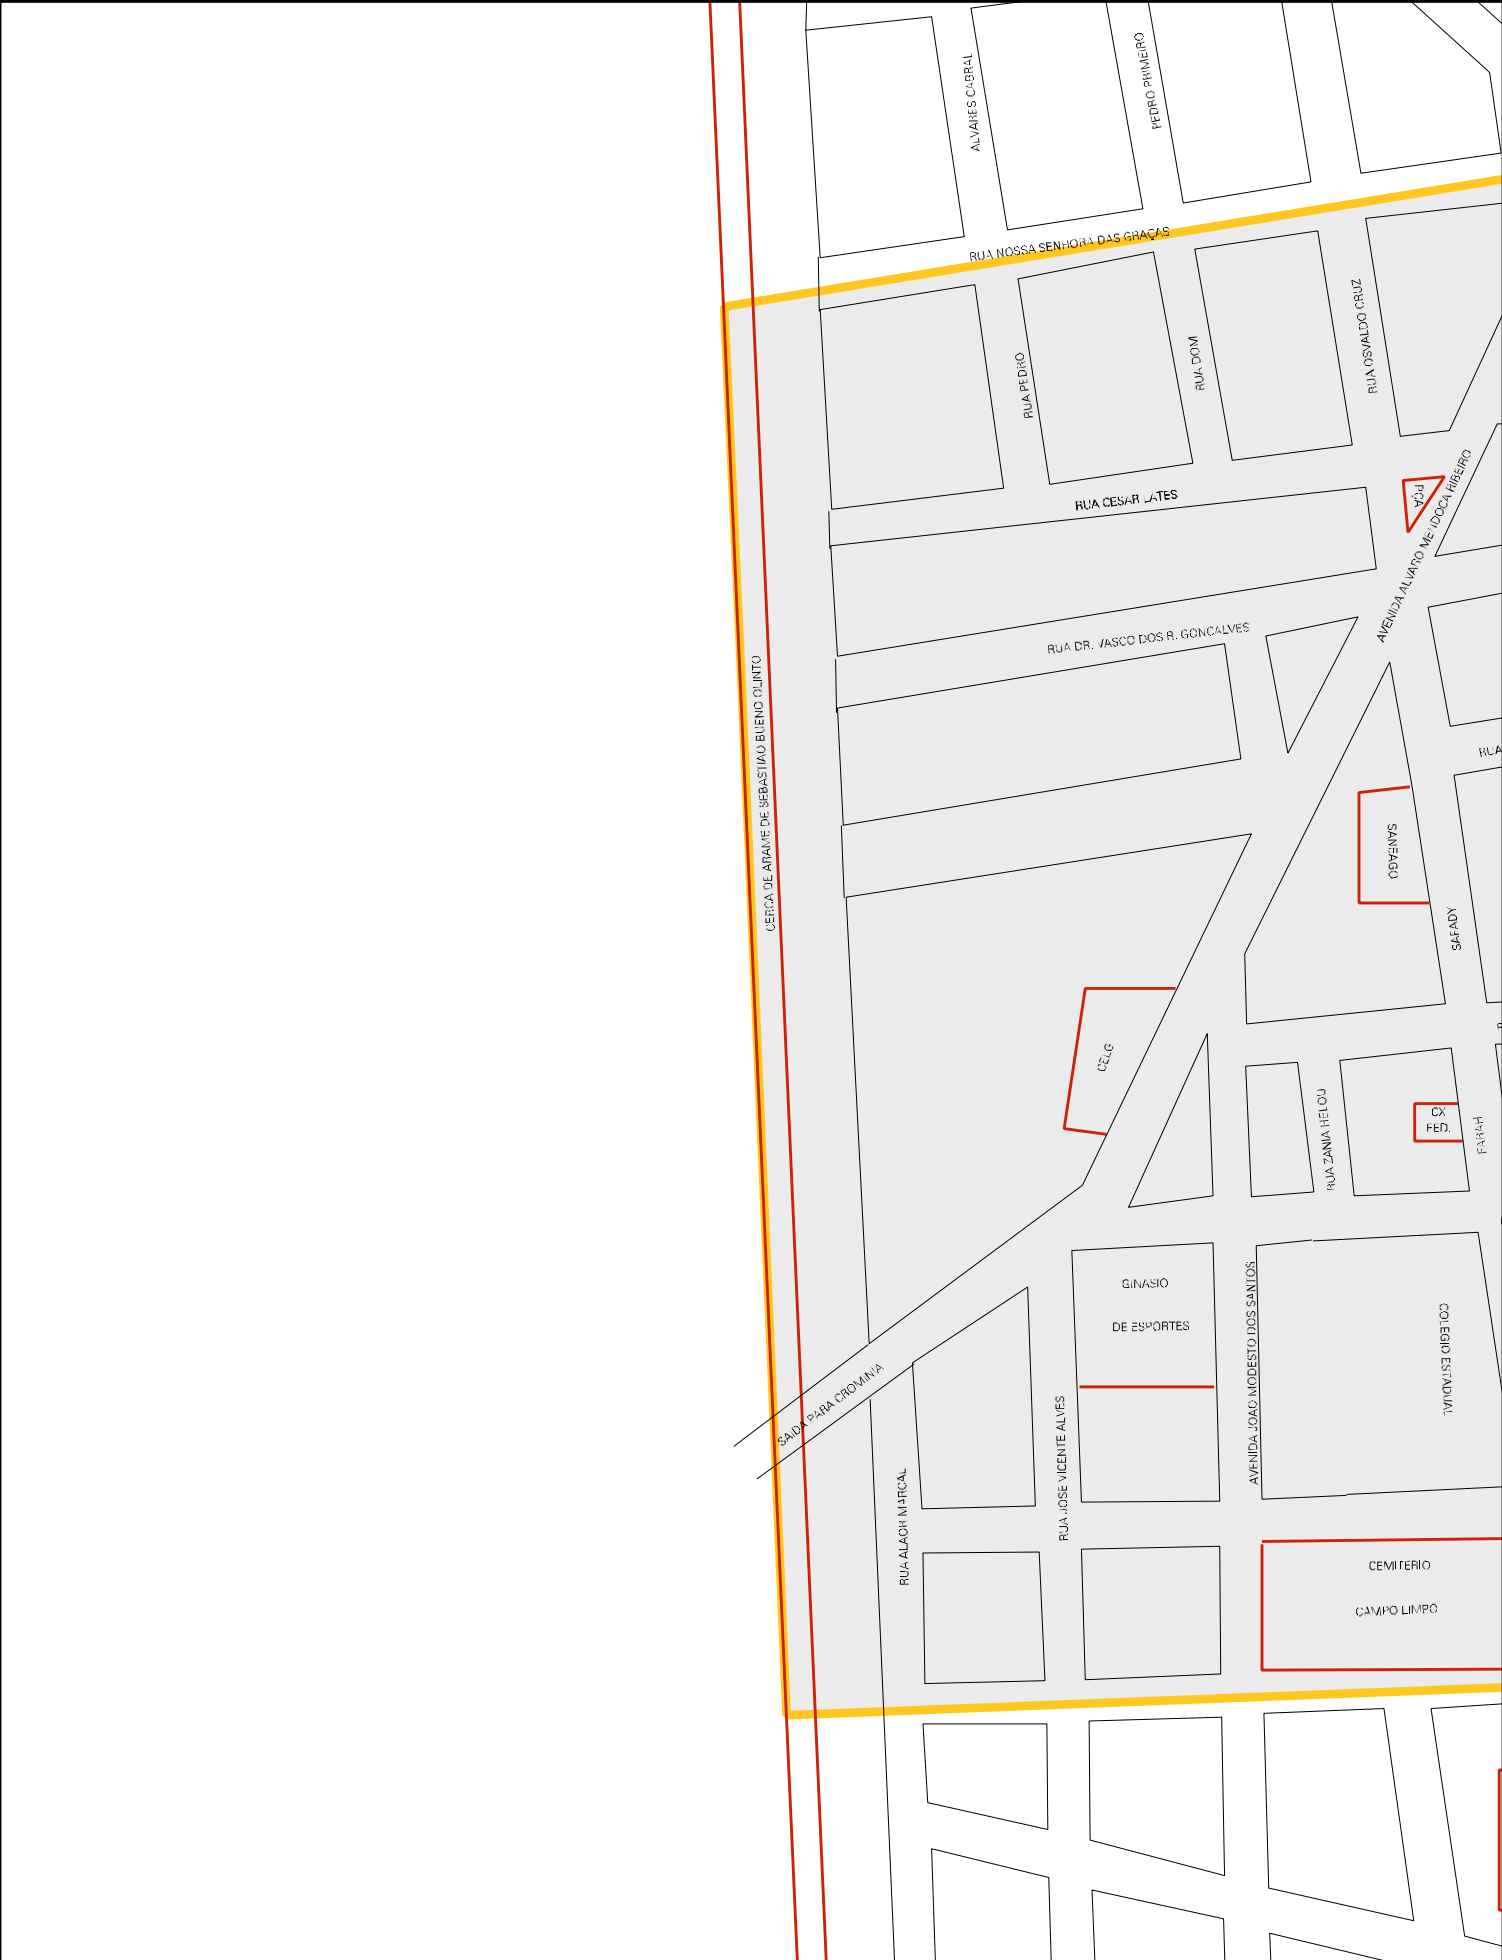 ALVARES CABRAL
PEDRO PRIMEIRO
RUA NOSSA SENHORA DAS GRAÇAS
RUA PEDRO
RUA DOM
RUA OSVALDO CRUZ
RUA CESAR LATES
PÇA
AVENIDA ALVARO MENDOCA RIBEIRO
RUA DR. VASCO DOS R. GONCALVES
RUA
CERCA DE ARAME DE SEBASTIAO BUENO OLINTO
SANEAGO
SAFADY
CELG
RUA ZANIA HELOU
CX
FED.
FARAH
GINASIO
DE ESPORTES
AVENIDA JOAO MODESTO DOS SANTOS
COLEGIO ESTADUAL
SAIDA PARA CROMINIA
RUA JOSE VICENTE ALVES
RUA ALAOR MARCAL
CEMITERIO
CAMPO LIMPO